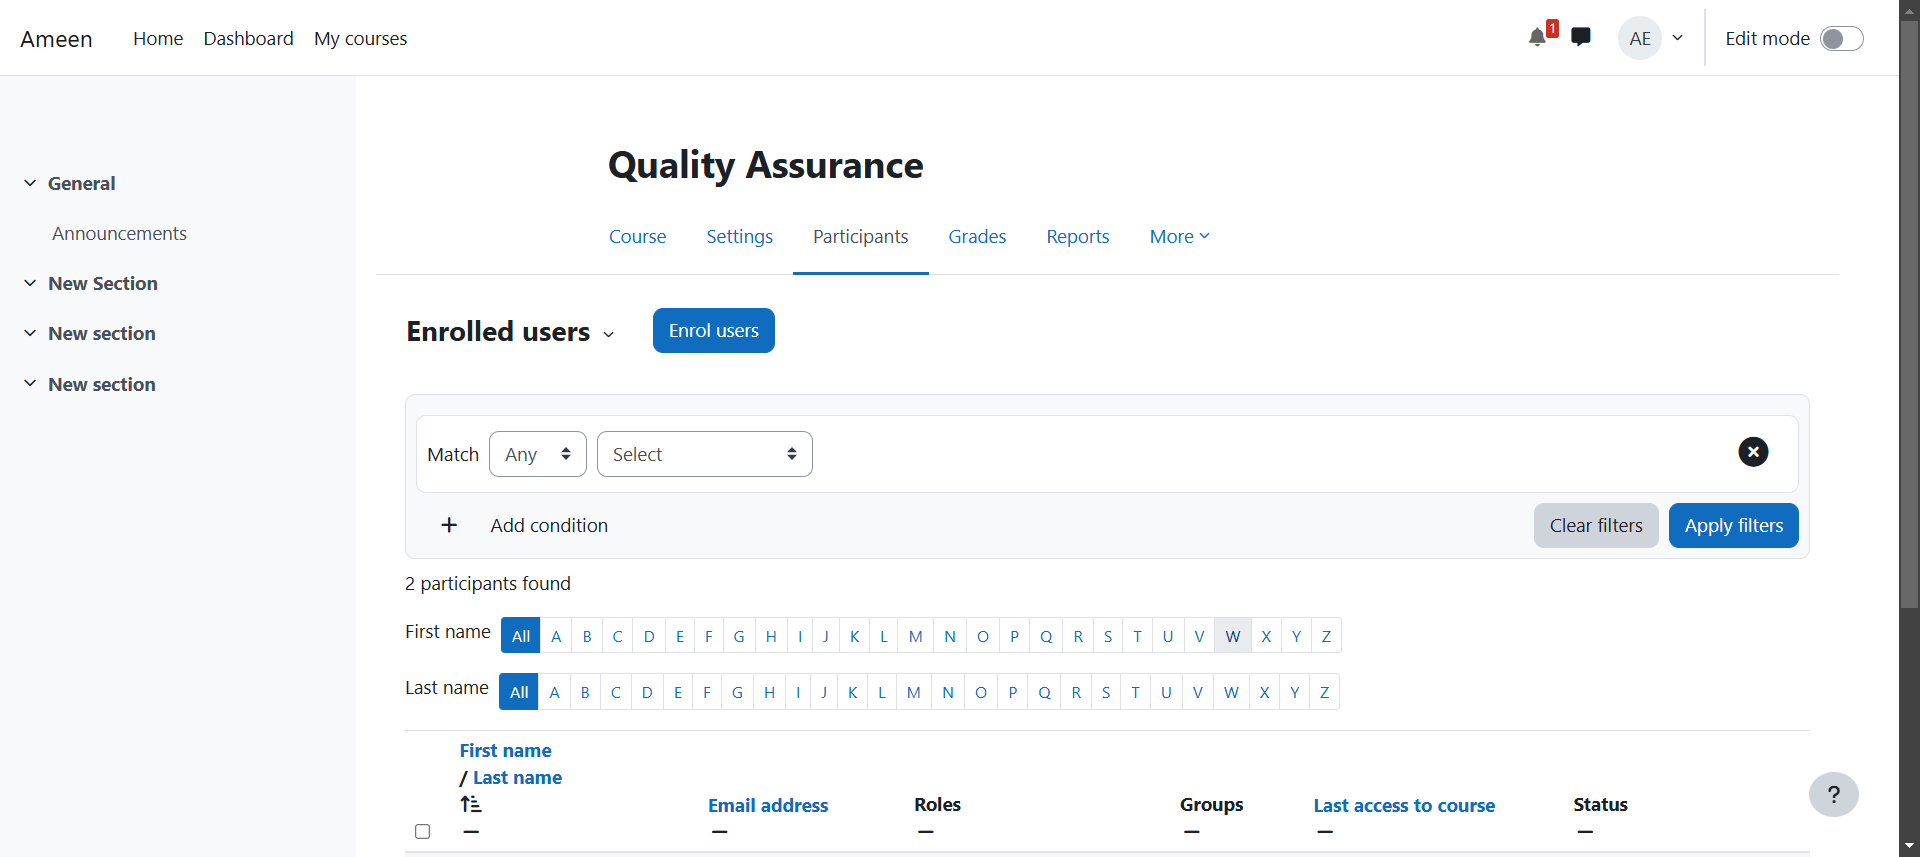 Ameen Home Dashboard My courses 1 AE Edit mode
General
Announcements
New Section
New section
New section
Quality Assurance
Course Settings Participants Grades Reports More
Enrolled users Enrol users
Match Any Select
+ Add condition Clear filters Apply filters
2 participants found
First name All A B C D E F G H I J K L M N O P Q R S T U V W X Y Z
Last name All A B C D E F G H I J K L M N O P Q R S T U V W X Y Z
First name
/ Last name
Email address Roles Groups Last access to course Status
?